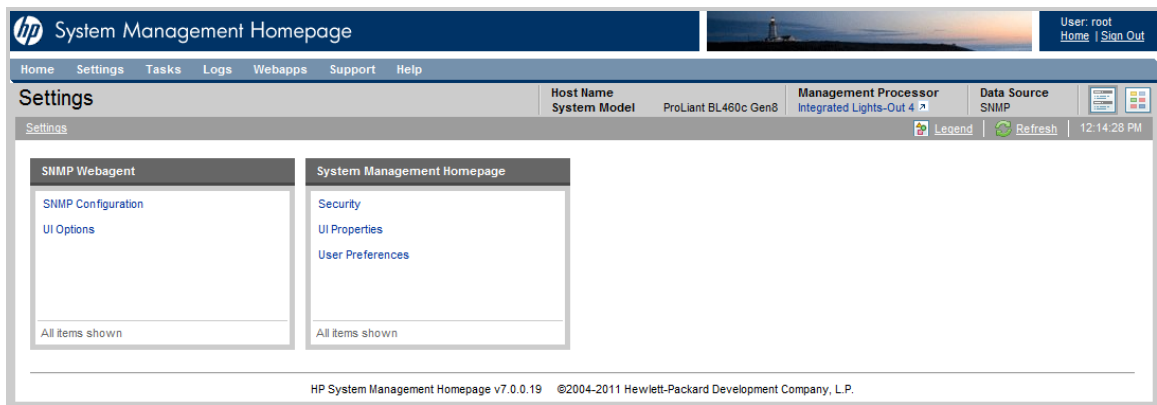 hp System Management Homepage
User: root
Home | Sign Out
Home Settings Tasks Logs Webapps Support Help
Settings
Host Name
System Model ProLiant BL460c Gen8
Management Processor
Integrated Lights-Out 4
Data Source
SNMP
Settings
Legend Refresh 12:14:28 PM
SNMP Webagent
SNMP Configuration
UI Options
All items shown
System Management Homepage
Security
UI Properties
User Preferences
All items shown
HP System Management Homepage v7.0.0.19 ©2004-2011 Hewlett-Packard Development Company, L.P.